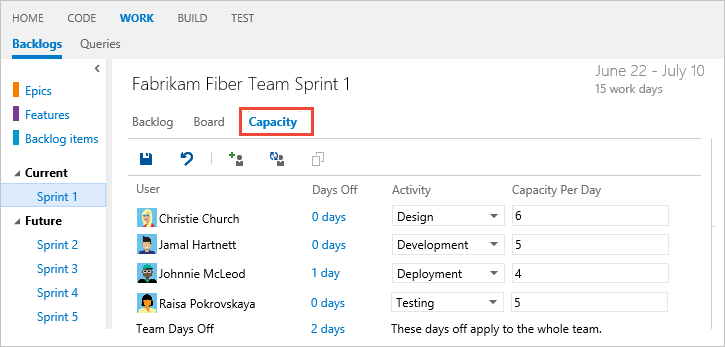 HOME CODE WORK BUILD TEST
Backlogs Queries
Epics
Features
Backlog items
Current
Sprint 1
Future
Sprint 2
Sprint 3
Sprint 4
Sprint 5
Fabrikam Fiber Team Sprint 1
June 22 - July 10
15 work days
Backlog Board Capacity
User Days Off Activity Capacity Per Day
Christie Church 0 days Design 6
Jamal Hartnett 0 days Development 5
Johnnie McLeod 1 day Deployment 4
Raisa Pokrovskaya 0 days Testing 5
Team Days Off 2 days These days off apply to the whole team.